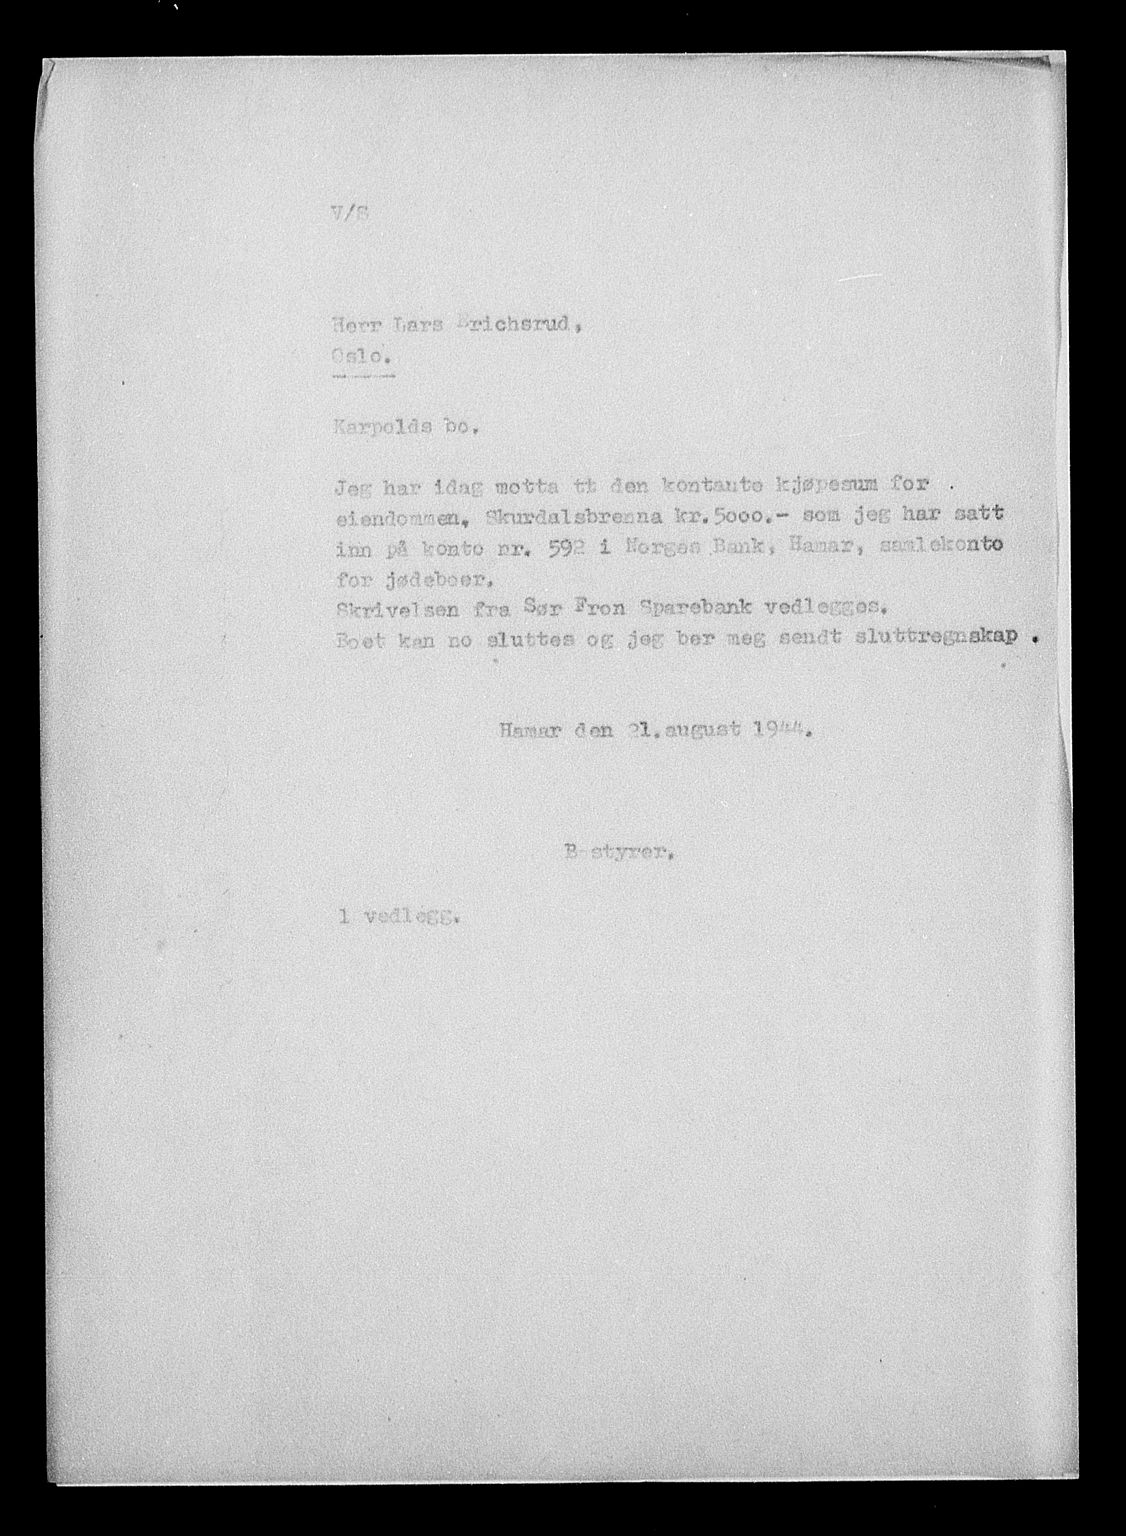 V/S
Herr Lars Erichsrud,
Oslo.
Karpolds bo.
Jeg har idag motta tt den kontante kjøpesum for .
eiendommen, Skurdalsbrenna kr.5000.- som jeg har satt
inn på konto nr. 592 i Norges Bank, Hamar, samlekonto
for jødeboer.
Skrivelsen fra Sør Fron Sparebank vedlegges.
Boet kan no sluttes og jeg ber meg sendt sluttregnskap .
Hamar den 21.august 1944.
B-styrer.
1 vedlegg.